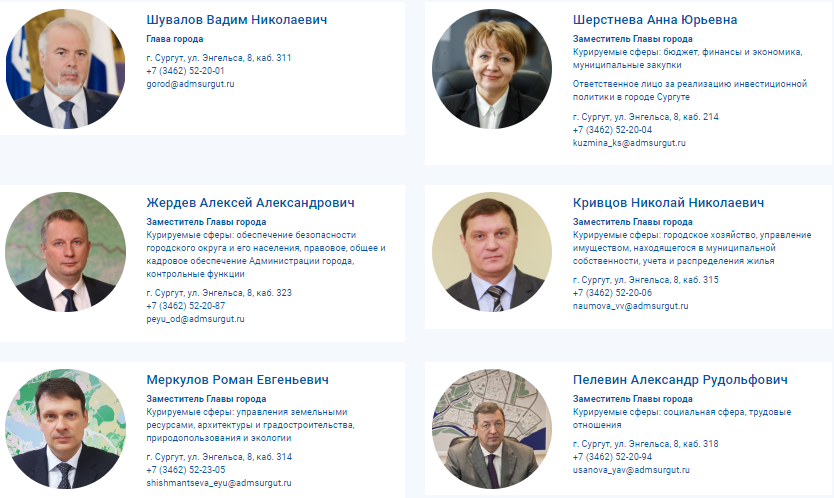 Шувалов Вадим Николаевич
Глава города
г. Сургут, ул. Энгельса, 8, каб. 311
+7 (3462) 52-20-01
gorod@admsurgut.ru
Шерстнева Анна Юрьевна
Заместитель Главы города
Курируемые сферы: бюджет, финансы и экономика,
муниципальные закупки
Ответственное лицо за реализацию инвестиционной
политики в городе Сургуте
г. Сургут, ул. Энгельса, 8, каб. 214
+7 (3462) 52-20-04
kuzmina_ks@admsurgut.ru
Жердев Алексей Александрович
Заместитель Главы города
Курируемые сферы: обеспечение безопасности
городского округа и его населения, правовое, общее и
кадровое обеспечение Администрации города,
контрольные функции
г. Сургут, ул. Энгельса, 8, каб. 323
+7 (3462) 52-20-87
peyu_od@admsurgut.ru
Кривцов Николай Николаевич
Заместитель Главы города
Курируемые сферы: городское хозяйство, управление
имуществом, находящегося в муниципальной
собственности, учета и распределения жилья
г. Сургут, ул. Энгельса, 8, каб. 315
+7 (3462) 52-20-06
naumova_vv@admsurgut.ru
Меркулов Роман Евгеньевич
Заместитель Главы города
Курируемые сферы: управления земельными
ресурсами, архитектуры и градостроительства,
природопользования и экологии
г. Сургут, ул. Энгельса, 8, каб. 314
+7 (3462) 52-23-05
shishmantseva_eyu@admsurgut.ru
Пелевин Александр Рудольфович
Заместитель Главы города
Курируемые сферы: социальная сфера, трудовые
отношения
г. Сургут, ул. Энгельса, 8, каб. 318
+7 (3462) 52-20-94
usanova_yav@admsurgut.ru